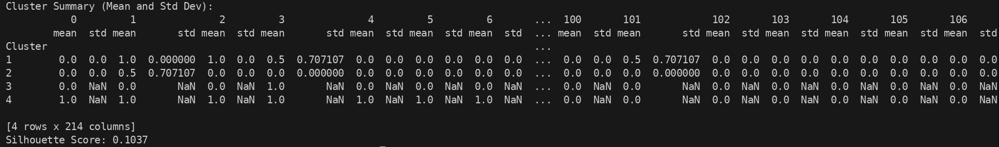 Cluster Summary (Mean and Std Dev):
0 1 2 3 4 5 6 ... 100 101 102 103 104 105 106
mean std mean std mean std mean std mean std mean std mean std ... mean std mean std mean std mean std mean std mean std mean std
Cluster ...
1 0.0 0.0 1.0 0.000000 1.0 0.0 0.5 0.707107 0.0 0.0 0.0 0.0 0.0 0.0 ... 0.0 0.0 0.5 0.707107 0.0 0.0 0.0 0.0 0.0 0.0 0.0 0.0 0.0 0.0
2 0.0 0.0 0.5 0.707107 0.0 0.0 0.0 0.000000 0.0 0.0 0.0 0.0 0.0 0.0 ... 0.0 0.0 0.0 0.000000 0.0 0.0 0.0 0.0 0.0 0.0 0.0 0.0 0.0 0.0
3 0.0 NaN 0.0 NaN 0.0 NaN 1.0 NaN 0.0 NaN 0.0 NaN 0.0 NaN ... 0.0 NaN 0.0 NaN 0.0 NaN 0.0 NaN 0.0 NaN 0.0 NaN 0.0 NaN
4 1.0 NaN 1.0 NaN 1.0 NaN 1.0 NaN 1.0 NaN 1.0 NaN 1.0 NaN ... 0.0 NaN 0.0 NaN 0.0 NaN 0.0 NaN 0.0 NaN 0.0 NaN 0.0 NaN
[4 rows x 214 columns]
Silhouette Score: 0.1037